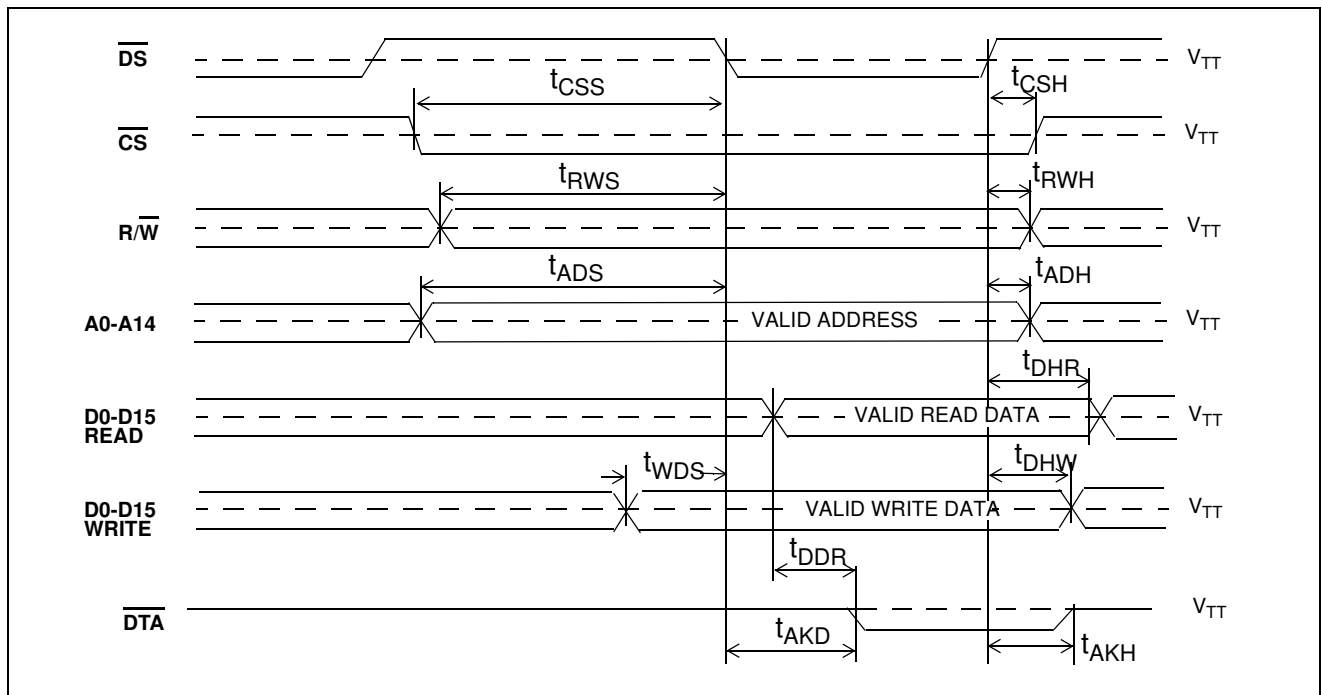 DS
VTT
tCSS
tCSH
CS
VTT
tRWS
tRWH
R/W
VTT
tADS
tADH
A0-A14
VALID ADDRESS
VTT
tDHR
D0-D15
READ
VALID READ DATA
VTT
tWDS
tDHW
D0-D15
WRITE
VALID WRITE DATA
VTT
tDDR
DTA
VTT
tAKD
tAKH